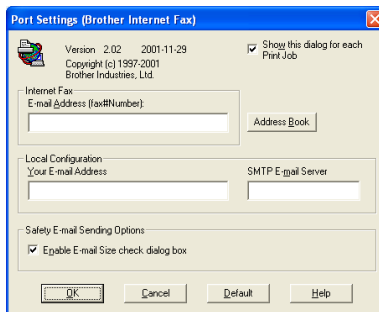 Port Settings (Brother Internet Fax)
Version 2.02 2001-11-29
Copyright (c) 1997-2001
Brother Industries, Ltd.
Show this dialog for each
Print Job
Internet Fax
E-mail Address (fax#Number):
Address Book
Local Configuration
Your E-mail Address
SMTP E-mail Server
Safety E-mail Sending Options
Enable E-mail Size check dialog box
OK Cancel Default Help